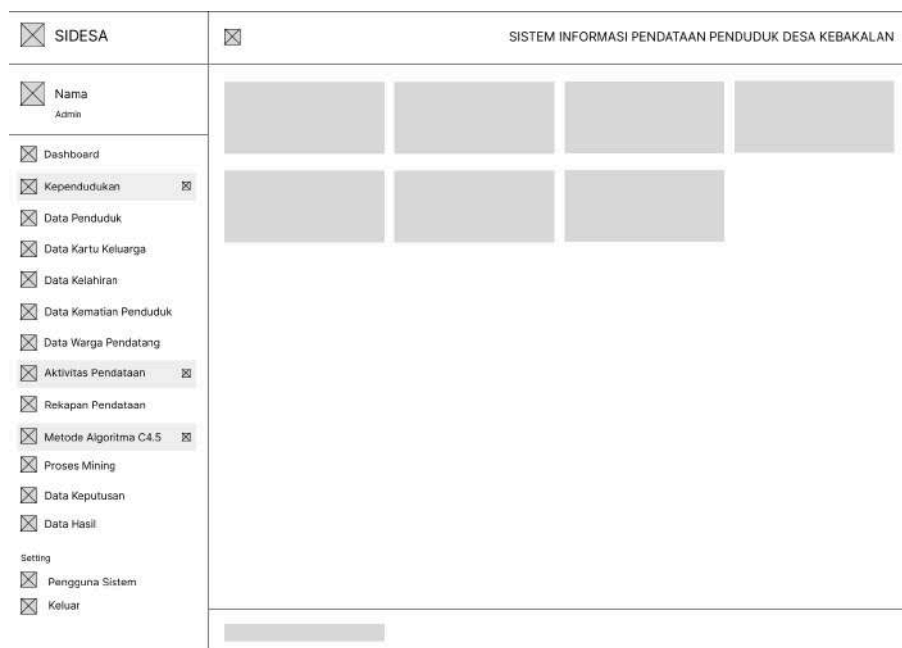 SIDESA
SISTEM INFORMASI PENDATAAN PENDUDUK DESA KEBAKALAN
Nama
Admin
Dashboard
Kependudukan
Data Penduduk
Data Kartu Keluarga
Data Kelahiran
Data Kematian Penduduk
Data Warga Pendatang
Aktivitas Pendataan
Rekapan Pendataan
Metode Algoritma C4.5
Proses Mining
Data Keputusan
Data Hasil
Setting
Pengguna Sistem
Keluar